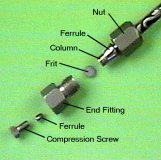 Nut
Ferrule
Column
Frit
End Fitting
Ferrule
Compression Screw